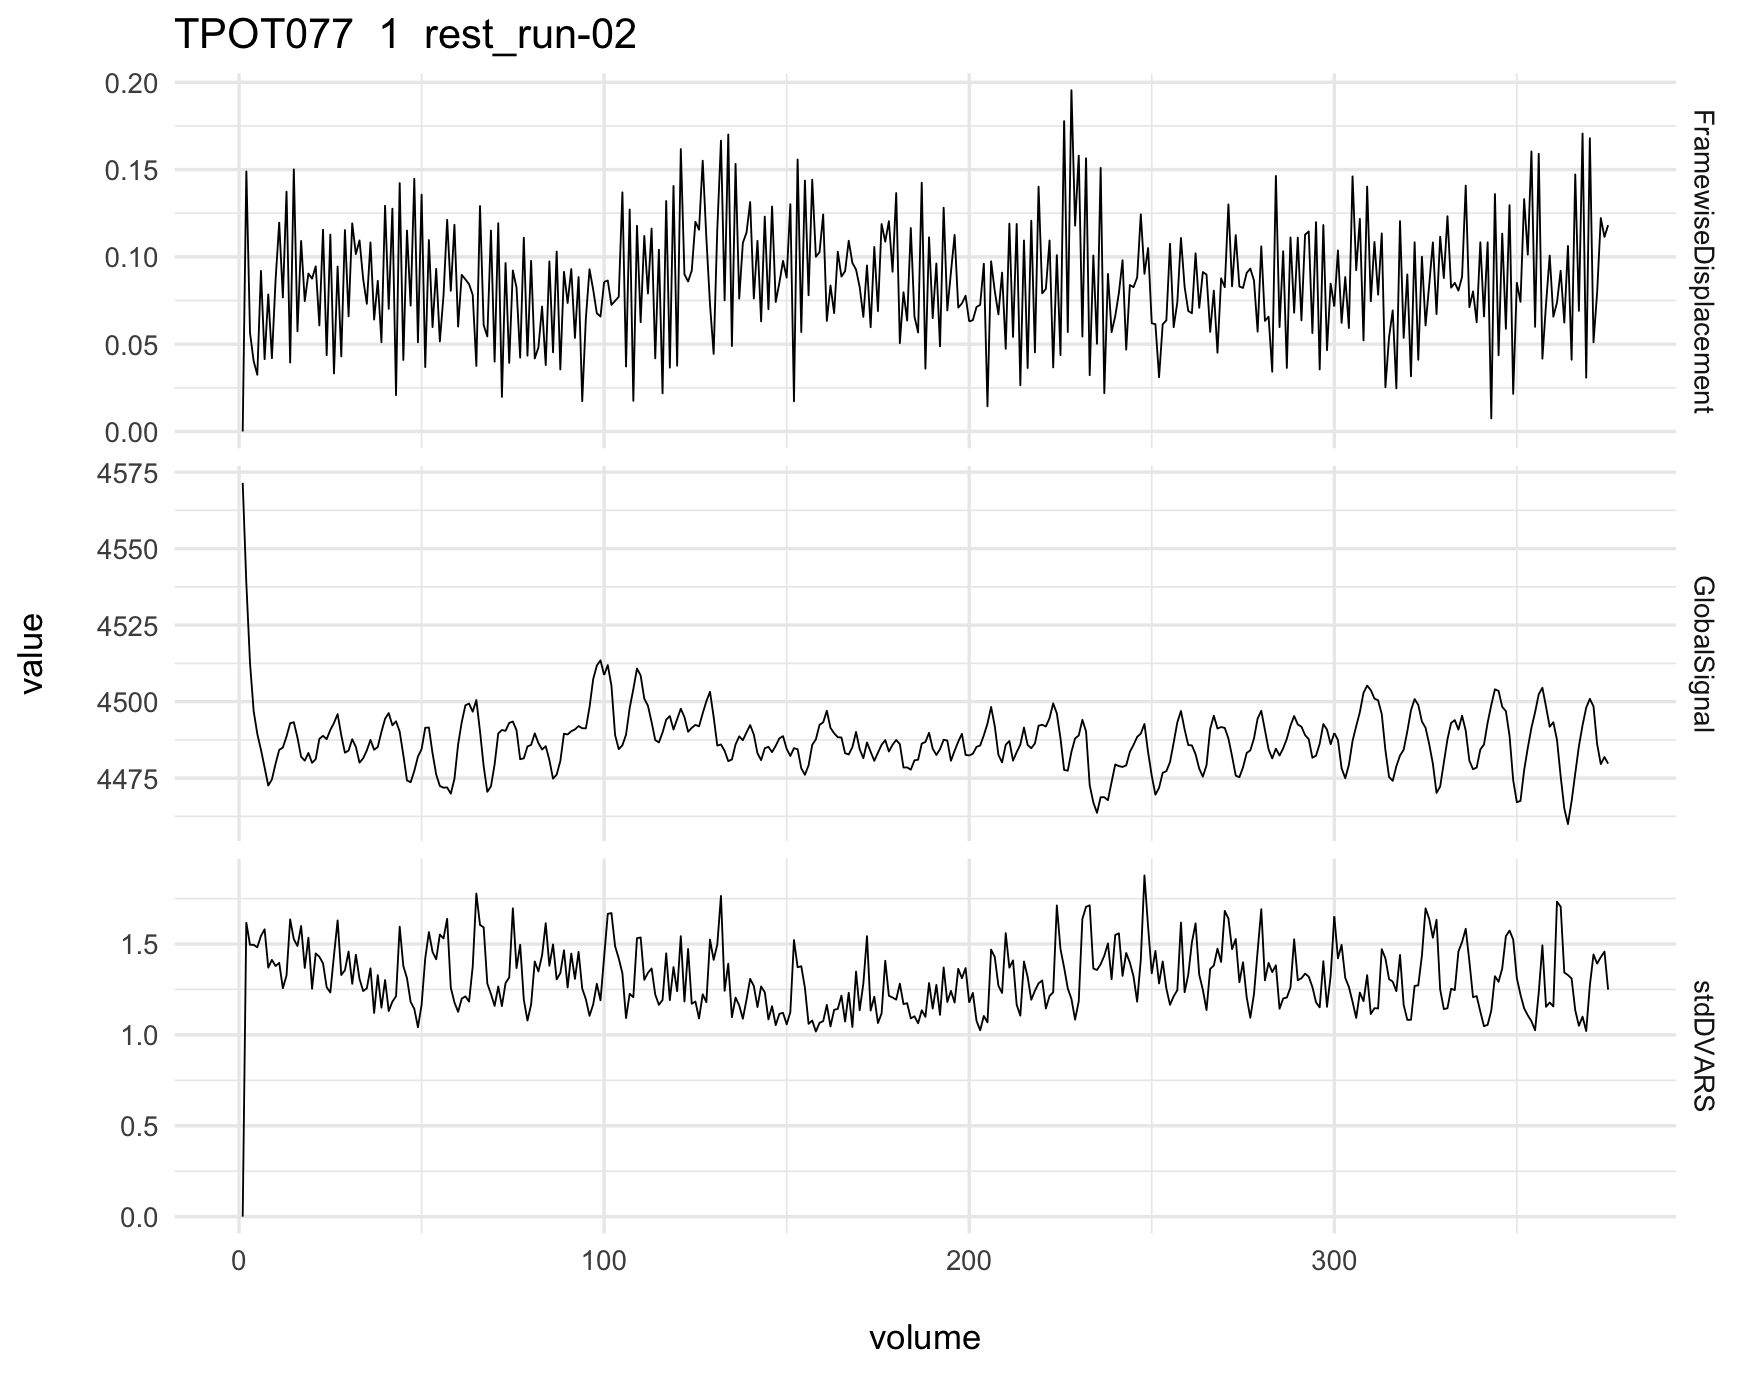 TPOT077 1 rest_run-02
0.20
0.15
0.10
0.05
0.00
FramewiseDisplacement
4575
4550
4525
4500
4475
GlobalSignal
value
1.5
1.0
0.5
0.0
stdDVARS
0 100 200 300
volume